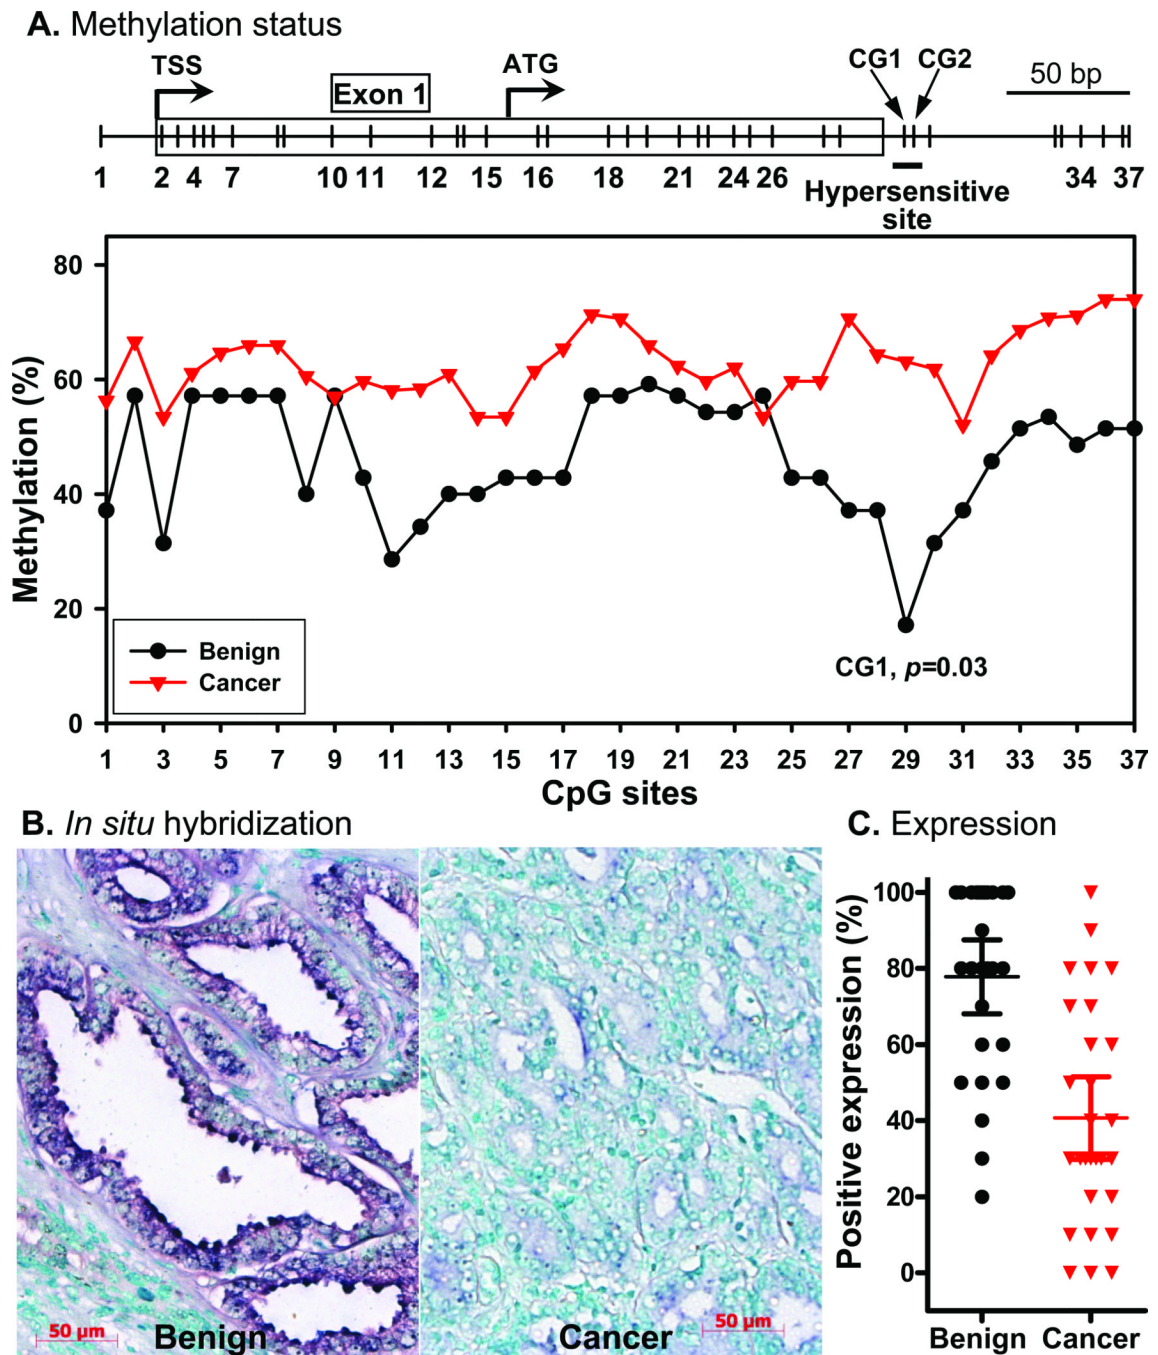 A. Methylation status
TSS
ATG
CG1
CG2
50 bp
Exon 1
1 2 4 7 10 11 12 15 16 18 21 24 26 34 37
Hypersensitive
site
80
60
40
20
0
Methylation (%)
Benign
Cancer
CG1, p=0.03
1 3 5 7 9 11 13 15 17 19 21 23 25 27 29 31 33 35 37
CpG sites
B. In situ hybridization
50 µm
Benign
Cancer
50 µm
C. Expression
Positive expression (%)
100
80
60
40
20
0
Benign Cancer